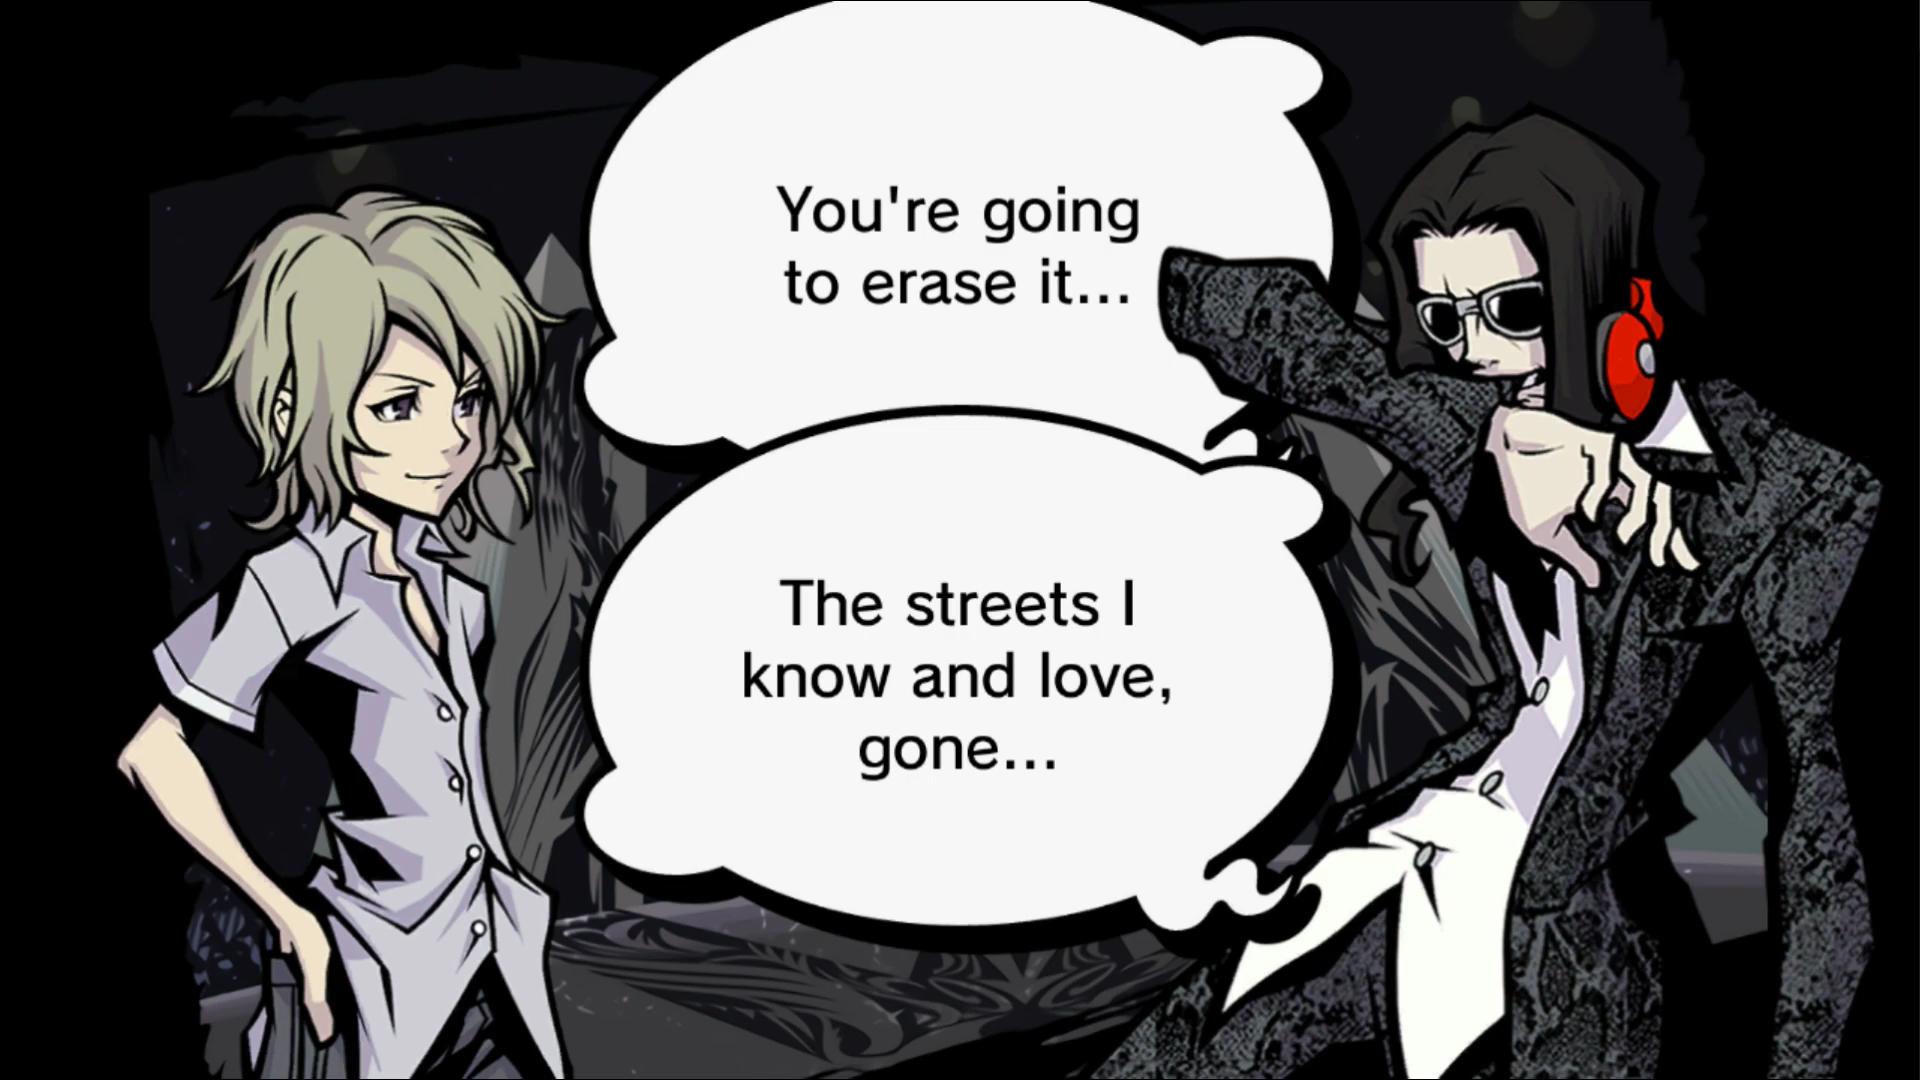 You're going
to erase it...
The streets I
know and love,
gone...